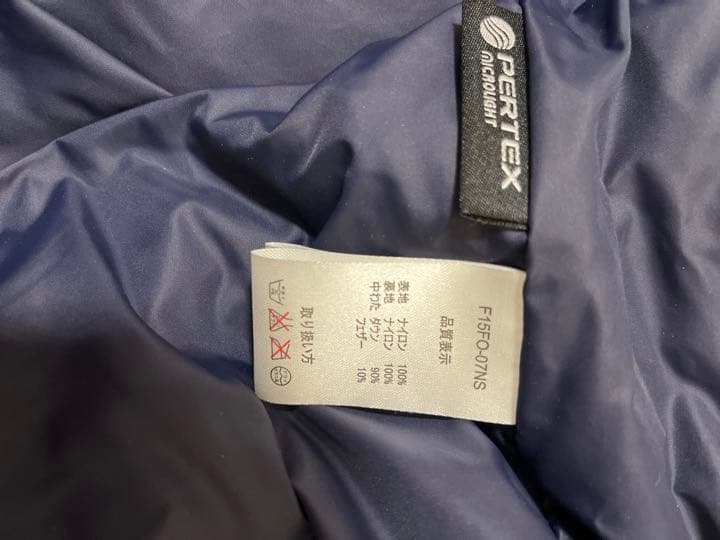 PERTEX
MICROLIGHT
F15FO-07NS
品質表示
表地 ナイロン 100%
裏地 ナイロン 100%
中わた ダウン 90%
フェザー 10%
取り扱い方